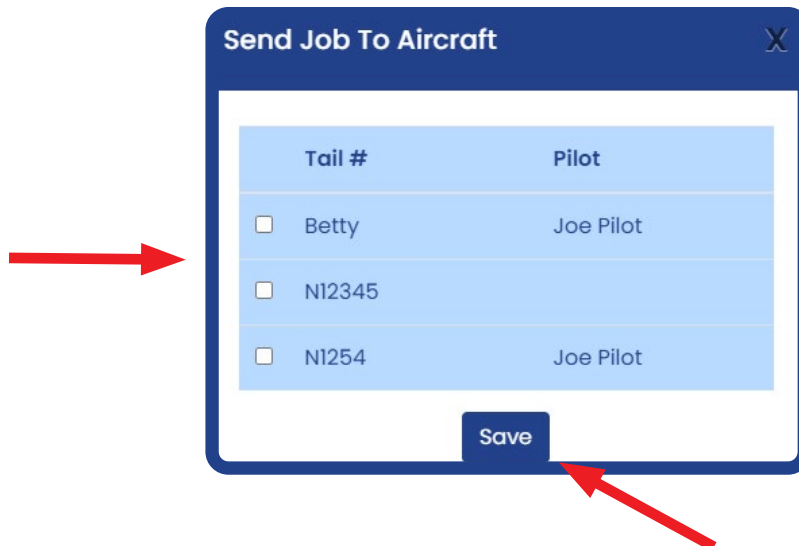 Send Job To Aircraft X
Tail # Pilot
Betty Joe Pilot
N12345
N1254 Joe Pilot
Save